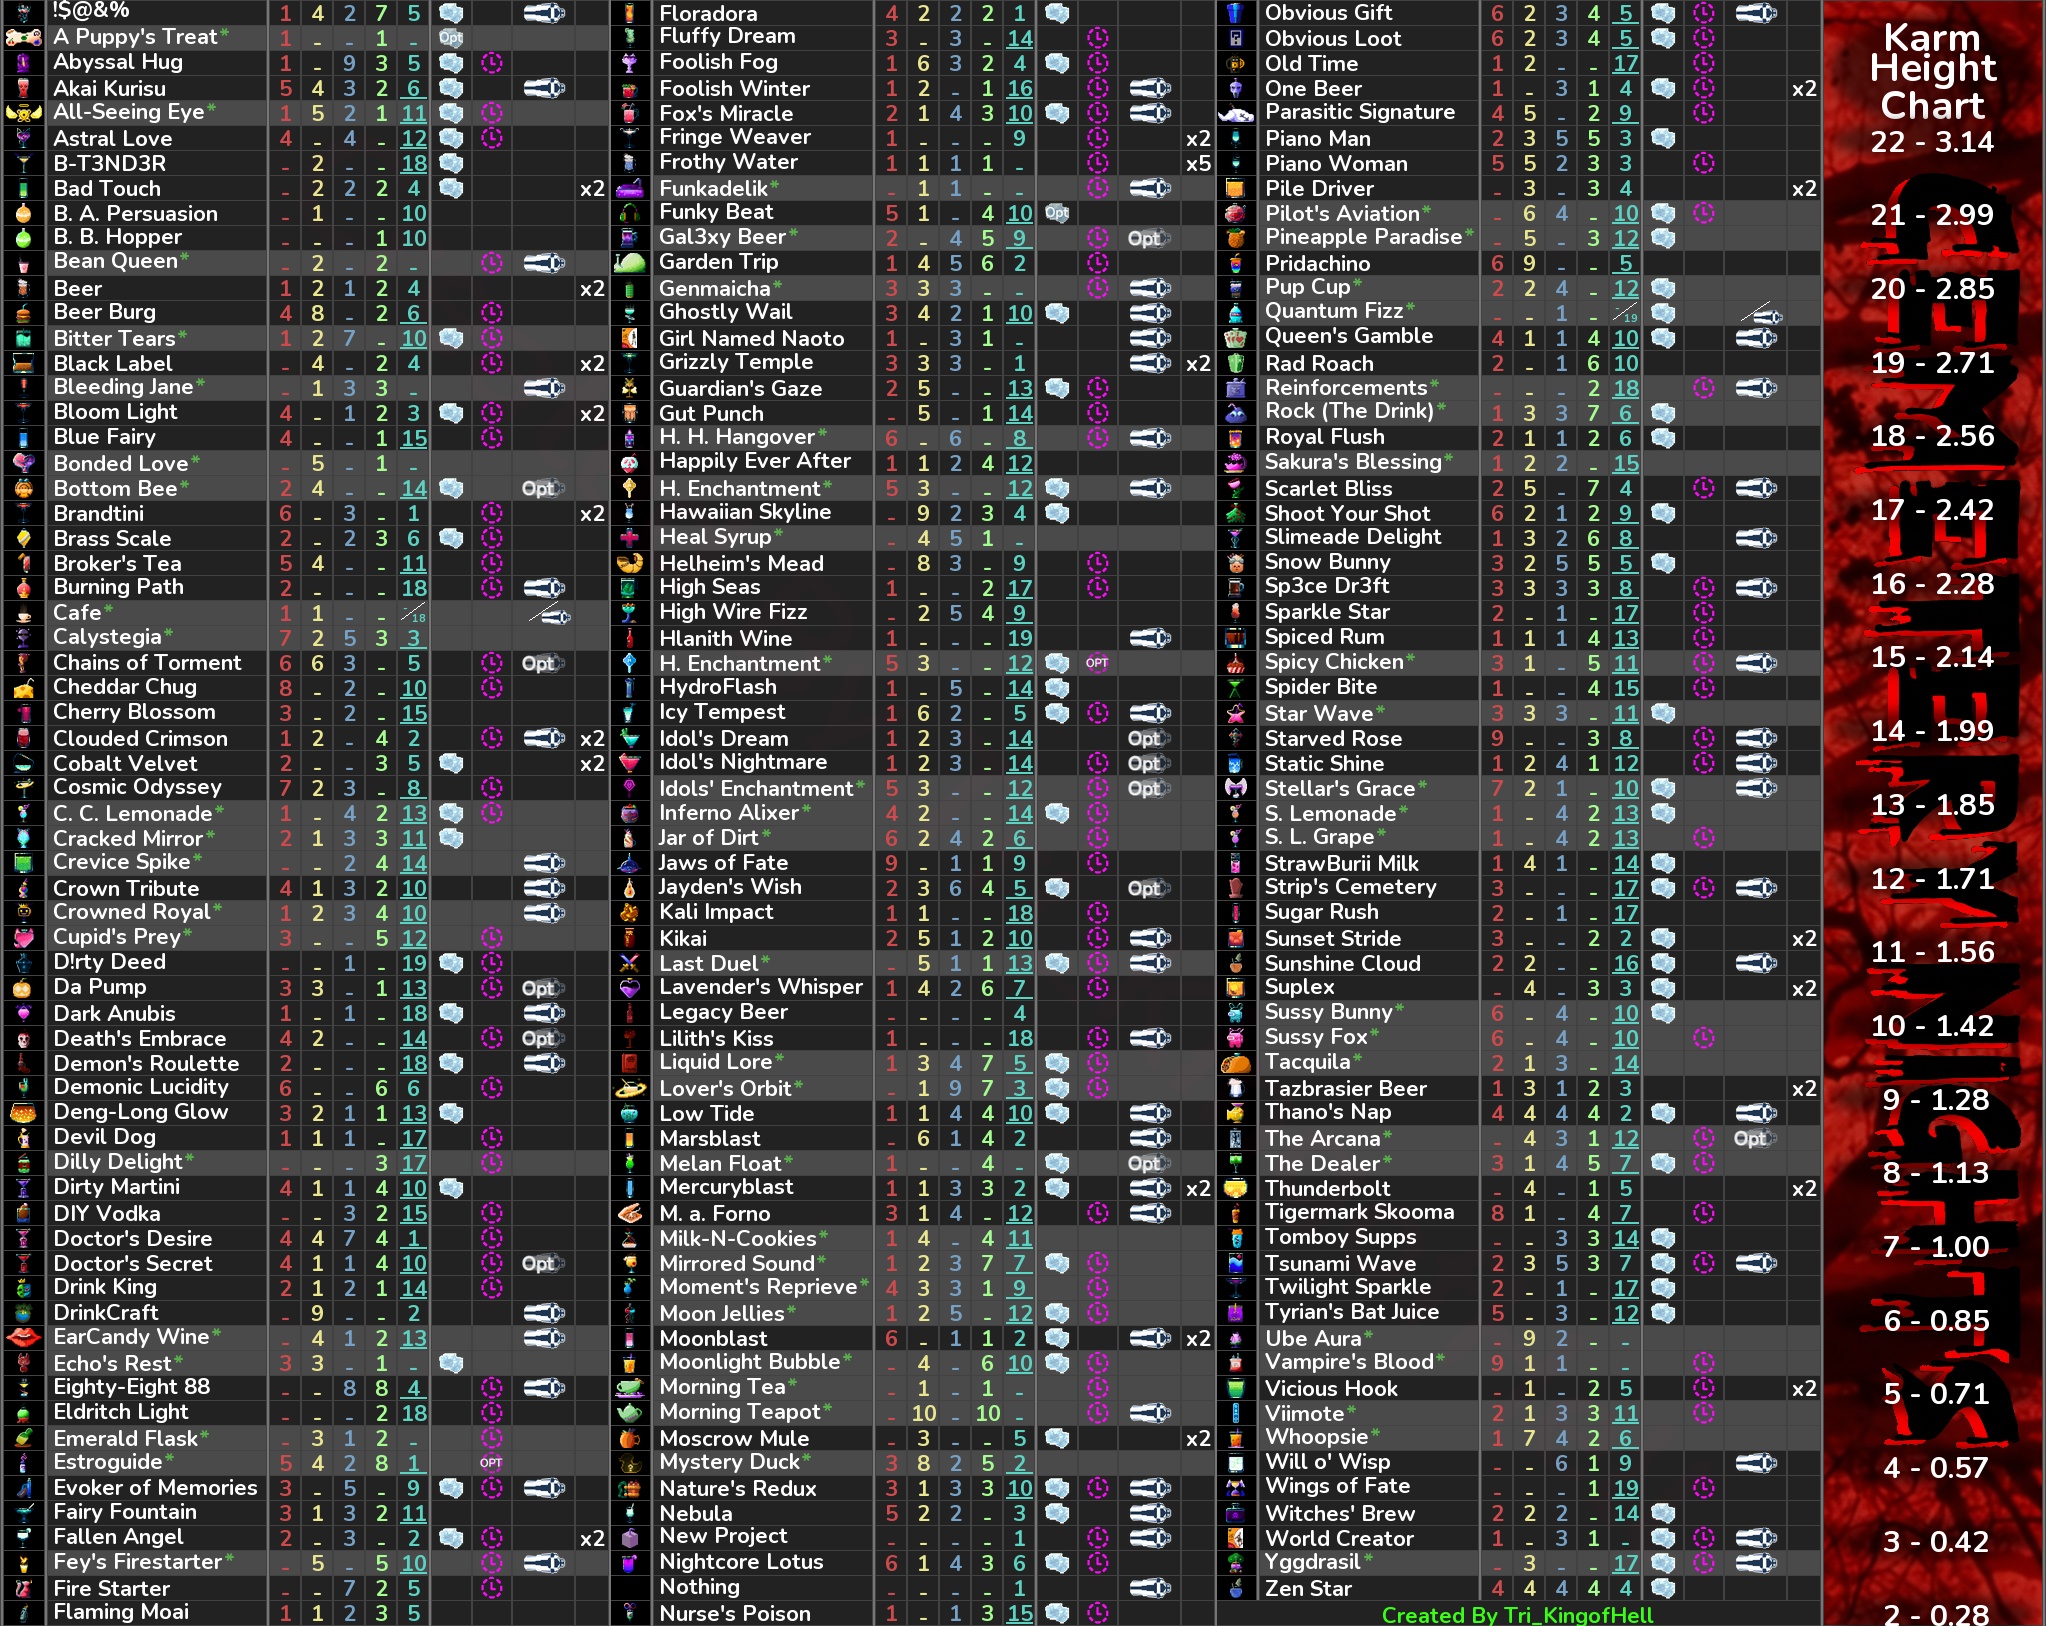 !$@&% 1 4 2 7 5
A Puppy's Treat* 1 - - 1 - Opt
Abyssal Hug 1 - 9 3 5
Akai Kurisu 5 4 3 2 6
All-Seeing Eye* 1 5 2 1 11
Astral Love 4 - 4 - 12
B-T3ND3R - 2 - - 18
Bad Touch - 2 2 2 4 x2
B. A. Persuasion - 1 - - 10
B. B. Hopper - - - 1 10
Bean Queen* - 2 - 2 -
Beer 1 2 1 2 4 x2
Beer Burg 4 8 - 2 6
Bitter Tears* 1 2 7 - 10
Black Label - 4 - 2 4 x2
Bleeding Jane* - 1 3 3 -
Bloom Light 4 - 1 2 3 x2
Blue Fairy 4 - - 1 15
Bonded Love* - 5 - 1 -
Bottom Bee* 2 4 - - 14 Opt
Brandtini 6 - 3 - 1 x2
Brass Scale 2 - 2 3 6
Broker's Tea 5 4 - - 11
Burning Path 2 - - - 18
Cafe* 1 1 - - -/18
Calystegia* 7 2 5 3 3
Chains of Torment 6 6 3 - 5 Opt
Cheddar Chug 8 - 2 - 10
Cherry Blossom 3 - 2 - 15
Clouded Crimson 1 2 - 4 2 x2
Cobalt Velvet 2 - - 3 5 x2
Cosmic Odyssey 7 2 3 - 8
C. C. Lemonade* 1 - 4 2 13
Cracked Mirror* 2 1 3 3 11
Crevice Spike* - - 2 4 14
Crown Tribute 4 1 3 2 10
Crowned Royal* 1 2 3 4 10
Cupid's Prey* 3 - - 5 12
D!rty Deed - - 1 - 19
Da Pump 3 3 - 1 13 Opt
Dark Anubis 1 - 1 - 18
Death's Embrace 4 2 - - 14 Opt
Demon's Roulette 2 - - - 18
Demonic Lucidity 6 - - 6 6
Deng-Long Glow 3 2 1 1 13
Devil Dog 1 1 1 - 17
Dilly Delight* - - - 3 17
Dirty Martini 4 1 1 4 10
DIY Vodka - - 3 2 15
Doctor's Desire 4 4 7 4 1
Doctor's Secret 4 1 1 4 10 Opt
Drink King 2 1 2 1 14
DrinkCraft - 9 - - 2
EarCandy Wine* - 4 1 2 13
Echo's Rest* 3 3 - 1 -
Eighty-Eight 88 - - 8 8 4
Eldritch Light - - - 2 18
Emerald Flask* - 3 1 2 -
Estroguide* 5 4 2 8 1 OPT
Evoker of Memories 3 - 5 - 9
Fairy Fountain 3 1 3 2 11
Fallen Angel 2 - 3 - 2 x2
Fey's Firestarter* - 5 - 5 10
Fire Starter - - 7 2 5
Flaming Moai 1 1 2 3 5
Floradora 4 2 2 2 1
Fluffy Dream 3 - 3 - 14
Foolish Fog 1 6 3 2 4
Foolish Winter 1 2 - 1 16
Fox's Miracle 2 1 4 3 10
Fringe Weaver 1 - - - 9 x2
Frothy Water 1 1 1 1 - x5
Funkadelik* - 1 1 - -
Funky Beat 5 1 - 4 10 Opt
Gal3xy Beer* 2 - 4 5 9 Opt
Garden Trip 1 4 5 6 2
Genmaicha* 3 3 3 - -
Ghostly Wail 3 4 2 1 10
Girl Named Naoto 1 - 3 1 -
Grizzly Temple 3 3 3 - 1 x2
Guardian's Gaze 2 5 - - 13
Gut Punch - 5 - 1 14
H. H. Hangover* 6 - 6 - 8
Happily Ever After 1 1 2 4 12
H. Enchantment* 5 3 - - 12
Hawaiian Skyline - 9 2 3 4
Heal Syrup* - 4 5 1 -
Helheim's Mead - 8 3 - 9
High Seas 1 - - 2 17
High Wire Fizz - 2 5 4 9
Hlanith Wine 1 - - - 19
H. Enchantment* 5 3 - - 12 OPT
HydroFlash 1 - 5 - 14
Icy Tempest 1 6 2 - 5
Idol's Dream 1 2 3 - 14 Opt
Idol's Nightmare 1 2 3 - 14 Opt
Idols' Enchantment* 5 3 - - 12 Opt
Inferno Alixer* 4 2 - - 14
Jar of Dirt* 6 2 4 2 6
Jaws of Fate 9 - 1 1 9
Jayden's Wish 2 3 6 4 5 Opt
Kali Impact 1 1 - - 18
Kikai 2 5 1 2 10
Last Duel* - 5 1 1 13
Lavender's Whisper 1 4 2 6 7
Legacy Beer - - - - 4
Lilith's Kiss 1 - - - 18
Liquid Lore* 1 3 4 7 5
Lover's Orbit* - 1 9 7 3
Low Tide 1 1 4 4 10
Marsblast - 6 1 4 2
Melan Float* 1 - - 4 - Opt
Mercuryblast 1 1 3 3 2 x2
M. a. Forno 3 1 4 - 12
Milk-N-Cookies* 1 4 - 4 11
Mirrored Sound* 1 2 3 7 7
Moment's Reprieve* 4 3 3 1 9
Moon Jellies* 1 2 5 - 12
Moonblast 6 - 1 1 2 x2
Moonlight Bubble* - 4 - 6 10
Morning Tea* - 1 - 1 -
Morning Teapot* - 10 - 10 -
Moscrow Mule - 3 - - 5 x2
Mystery Duck* 3 8 2 5 2
Nature's Redux 3 1 3 3 10
Nebula 5 2 2 - 3
New Project - - - - 1
Nightcore Lotus 6 1 4 3 6
Nothing - - - - 1
Nurse's Poison 1 - 1 3 15
Obvious Gift 6 2 3 4 5
Obvious Loot 6 2 3 4 5
Old Time 1 2 - - 17
One Beer 1 - 3 1 4 x2
Parasitic Signature 4 5 - 2 9
Piano Man 2 3 5 5 3
Piano Woman 5 5 2 3 3
Pile Driver - 3 - 3 4 x2
Pilot's Aviation* - 6 4 - 10
Pineapple Paradise* - 5 - 3 12
Pridachino 6 9 - - 5
Pup Cup* 2 2 4 - 12
Quantum Fizz* - - 1 - -/19
Queen's Gamble 4 1 1 4 10
Rad Roach 2 - 1 6 10
Reinforcements* - - - 2 18
Rock (The Drink)* 1 3 3 7 6
Royal Flush 2 1 1 2 6
Sakura's Blessing* 1 2 2 - 15
Scarlet Bliss 2 5 - 7 4
Shoot Your Shot 6 2 1 2 9
Slimeade Delight 1 3 2 6 8
Snow Bunny 3 2 5 5 5
Sp3ce Dr3ft 3 3 3 3 8
Sparkle Star 2 - 1 - 17
Spiced Rum 1 1 1 4 13
Spicy Chicken* 3 1 - 5 11
Spider Bite 1 - - 4 15
Star Wave* 3 3 3 - 11
Starved Rose 9 - - 3 8
Static Shine 1 2 4 1 12
Stellar's Grace* 7 2 1 - 10
S. Lemonade* 1 - 4 2 13
S. L. Grape* 1 - 4 2 13
StrawBurii Milk 1 4 1 - 14
Strip's Cemetery 3 - - - 17
Sugar Rush 2 - 1 - 17
Sunset Stride 3 - - 2 2 x2
Sunshine Cloud 2 2 - - 16
Suplex - 4 - 3 3 x2
Sussy Bunny* 6 - 4 - 10
Sussy Fox* 6 - 4 - 10
Tacquila* 2 1 3 - 14
Tazbrasier Beer 1 3 1 2 3 x2
Thano's Nap 4 4 4 4 2
The Arcana* - 4 3 1 12 Opt
The Dealer* 3 1 4 5 7
Thunderbolt - 4 - 1 5 x2
Tigermark Skooma 8 1 - 4 7
Tomboy Supps - - 3 3 14
Tsunami Wave 2 3 5 3 7
Twilight Sparkle 2 - 1 - 17
Tyrian's Bat Juice 5 - 3 - 12
Ube Aura* - 9 2 - -
Vampire's Blood* 9 1 1 - -
Vicious Hook - 1 - 2 5 x2
Viimote* 2 1 3 3 11
Whoopsie* 1 7 4 2 6
Will o' Wisp - - 6 1 9
Wings of Fate - - - 1 19
Witches' Brew 2 2 2 - 14
World Creator 1 - 3 1 -
Yggdrasil* - 3 - - 17
Zen Star 4 4 4 4 4
Created By Tri_KingofHell
Karm
Height
Chart
22 - 3.14
21 - 2.99
20 - 2.85
19 - 2.71
18 - 2.56
17 - 2.42
16 - 2.28
15 - 2.14
14 - 1.99
13 - 1.85
12 - 1.71
11 - 1.56
10 - 1.42
9 - 1.28
8 - 1.13
7 - 1.00
6 - 0.85
5 - 0.71
4 - 0.57
3 - 0.42
2 - 0.28